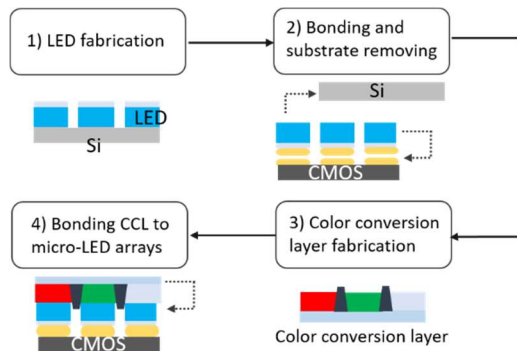 1) LED fabrication
2) Bonding and
substrate removing
LED
Si
Si
CMOS
4) Bonding CCL to
micro-LED arrays
3) Color conversion
layer fabrication
CMOS
Color conversion layer